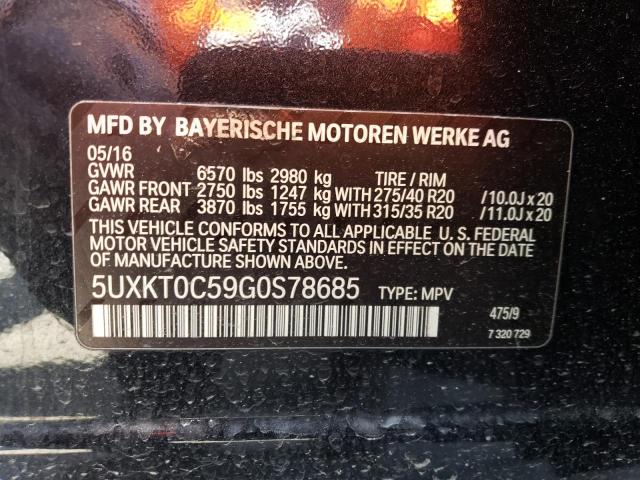 MFD BY BAYERISCHE MOTOREN WERKE AG
05/16
GVWR 6570 lbs 2980 kg TIRE / RIM
GAWR FRONT 2750 lbs 1247 kg WITH 275/40 R20 /10.0J x 20
GAWR REAR 3870 lbs 1755 kg WITH 315/35 R20 /11.0J x 20
THIS VEHICLE CONFORMS TO ALL APPLICABLE U. S. FEDERAL
MOTOR VEHICLE SAFETY STANDARDS IN EFFECT ON THE DATE
OF MANUFACTURE SHOWN ABOVE.
5UXKT0C59G0S78685 TYPE: MPV
475/9
7 320 729